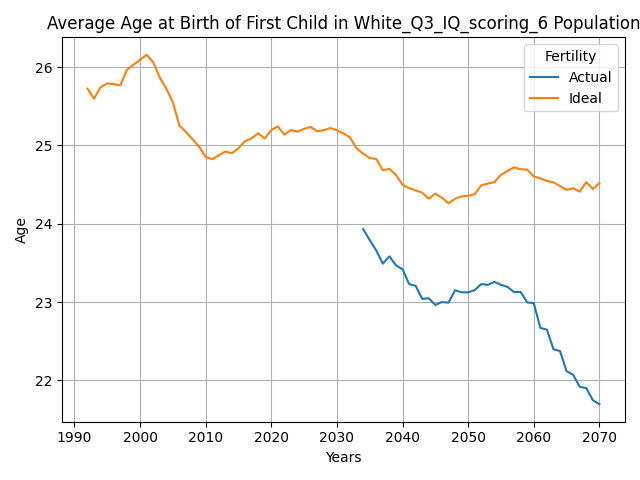 Average Age at Birth of First Child in White_Q3_IQ_scoring_6 Population
Fertility
Actual
Ideal
Age
26
25
24
23
22
1990 2000 2010 2020 2030 2040 2050 2060 2070
Years